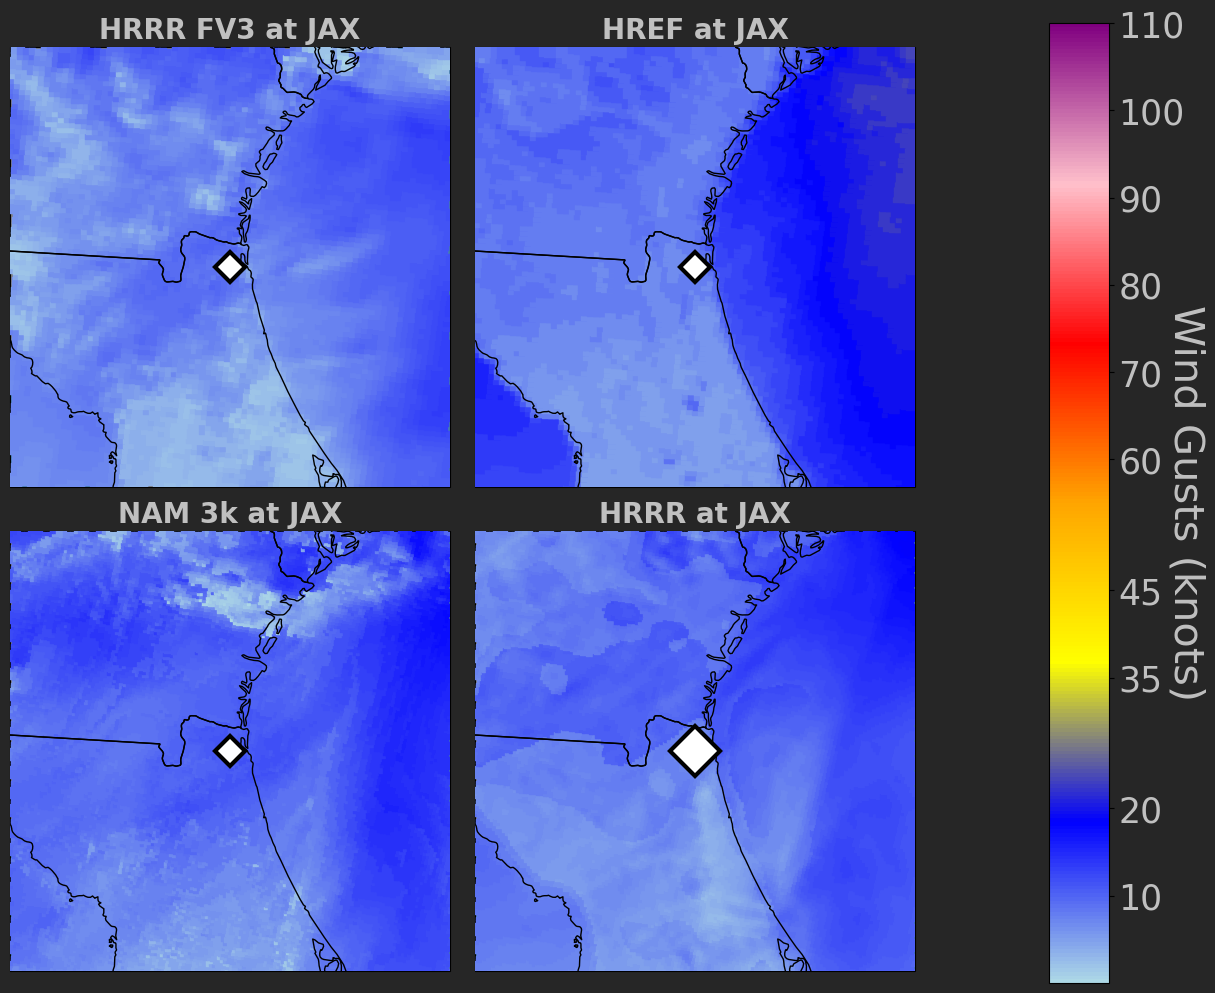 HRRR FV3 at JAX
HREF at JAX
NAM 3k at JAX
HRRR at JAX
110
100
90
80
70
60
45
35
20
10
Wind Gusts (knots)